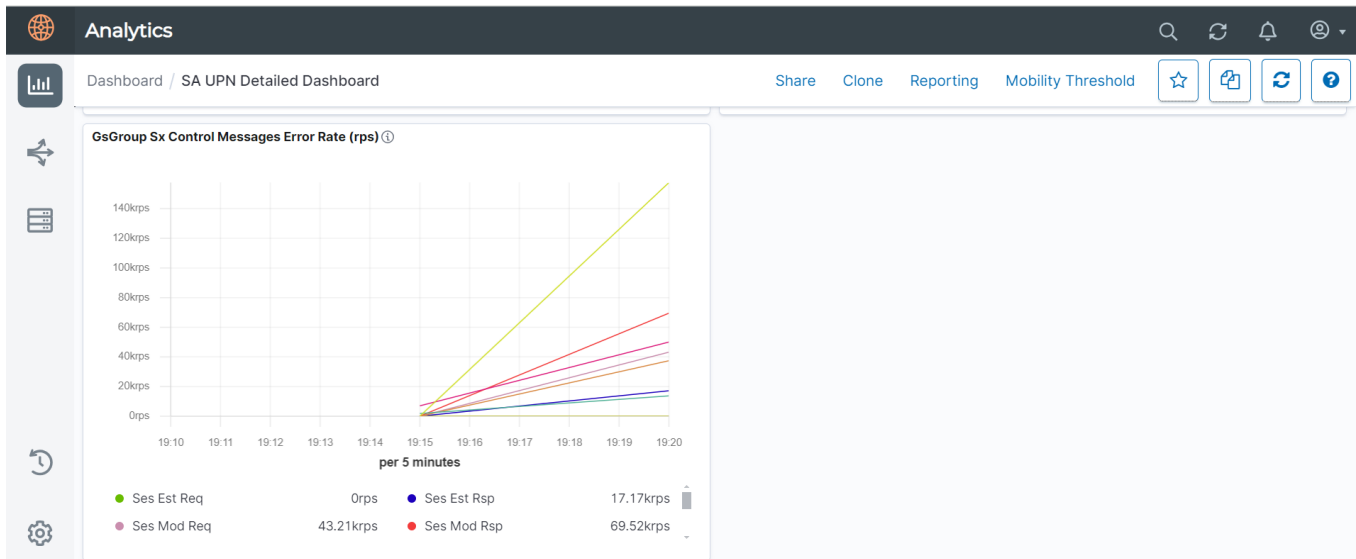 Analytics
Dashboard / SA UPN Detailed Dashboard
Share Clone Reporting Mobility Threshold
GsGroup Sx Control Messages Error Rate (rps)
140krps
120krps
100krps
80krps
60krps
40krps
20krps
0rps
19:10 19:11 19:12 19:13 19:14 19:15 19:16 19:17 19:18 19:19 19:20
per 5 minutes
Ses Est Req 0rps Ses Est Rsp 17.17krps
Ses Mod Req 43.21krps Ses Mod Rsp 69.52krps